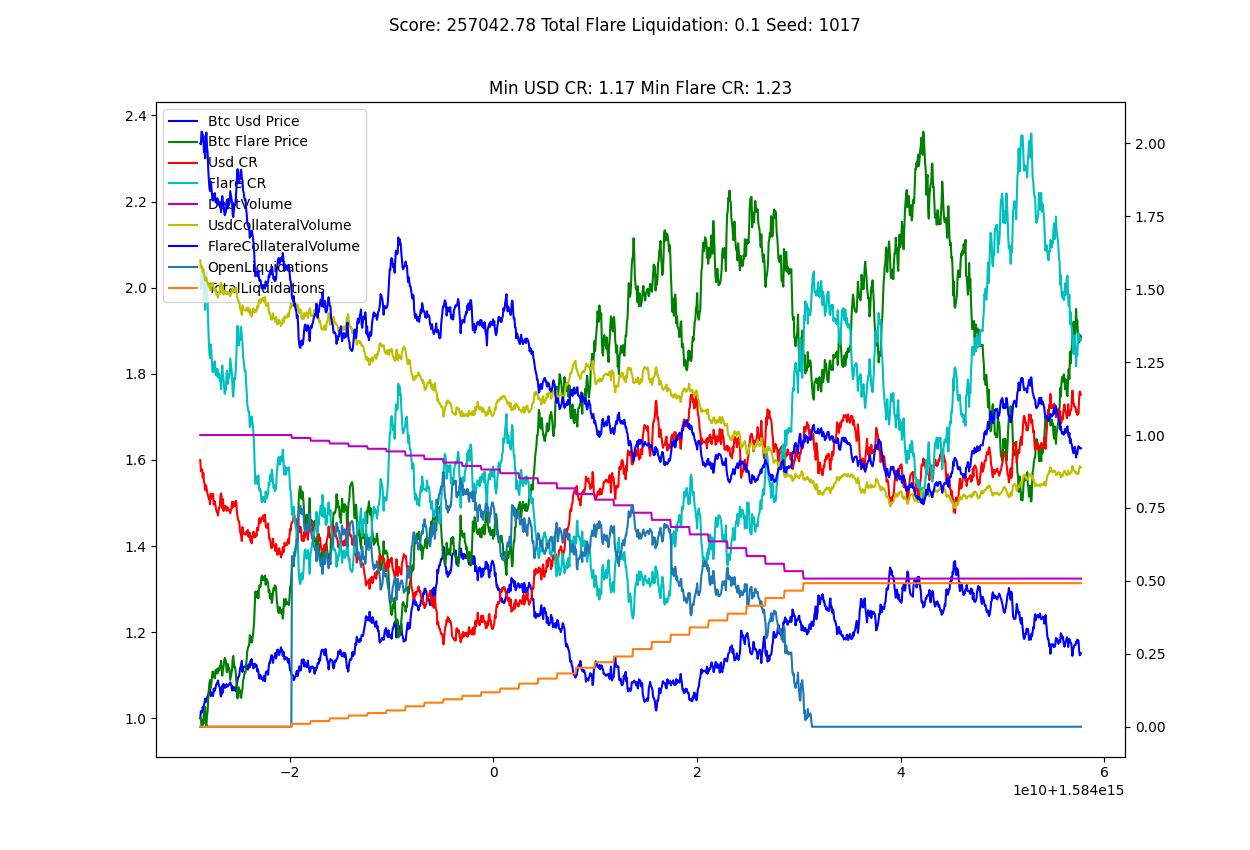 Score: 257042.78 Total Flare Liquidation: 0.1 Seed: 1017
Min USD CR: 1.17 Min Flare CR: 1.23
2.4
2.2
2.0
1.8
1.6
1.4
1.2
1.0
Btc Usd Price
Btc Flare Price
Usd CR
Flare CR
DebtVolume
UsdCollateralVolume
FlareCollateralVolume
OpenLiquidations
TotalLiquidations
2.00
1.75
1.50
1.25
1.00
0.75
0.50
0.25
0.00
−2
0
2
4
6
1e10+1.584e15